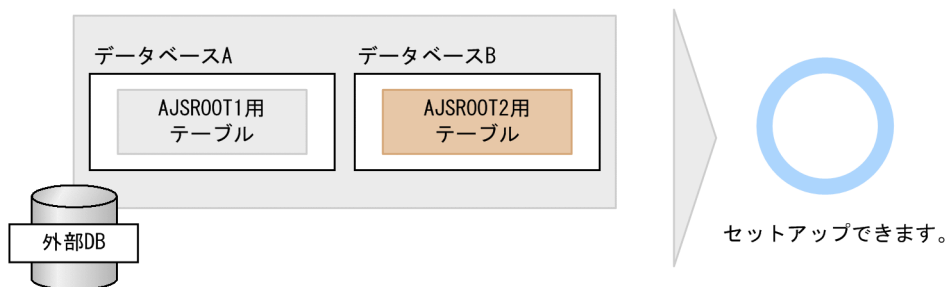 データベースA
データベースB
AJSROOT1用
テーブル
AJSROOT2用
テーブル
外部DB
セットアップできます。